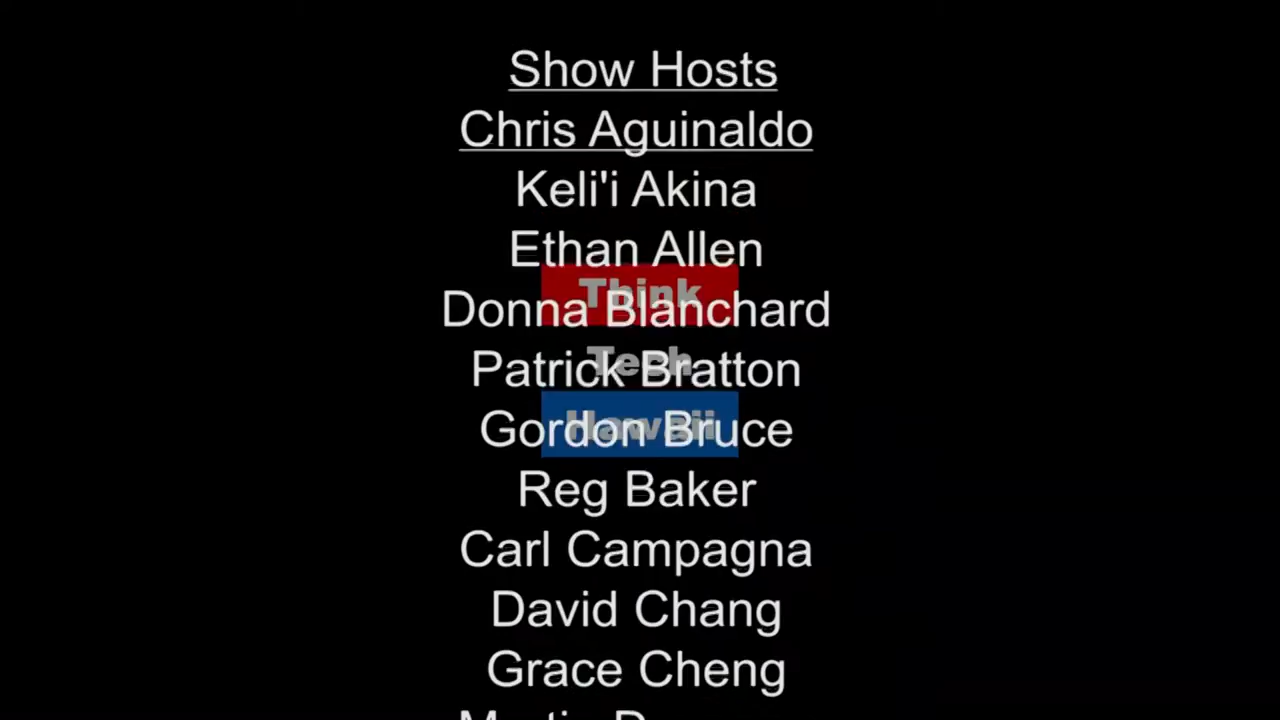 Show Hosts
Chris Aguinaldo
Keli'i Akina
Ethan Allen
Think
Donna Blanchard
Tech
Patrick Bratton
Hawaii
Gordon Bruce
Reg Baker
Carl Campagna
David Chang
Grace Cheng